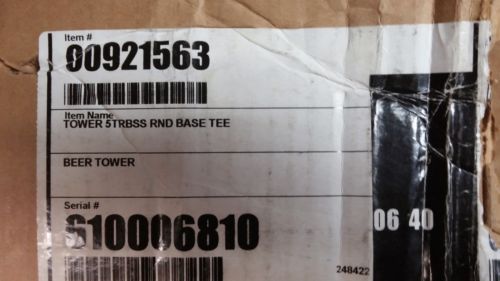 Item #
00921563
Item Name
TOWER 5TRBSS RND BASE TEE
BEER TOWER
Serial #
S10006810
06 40
248422